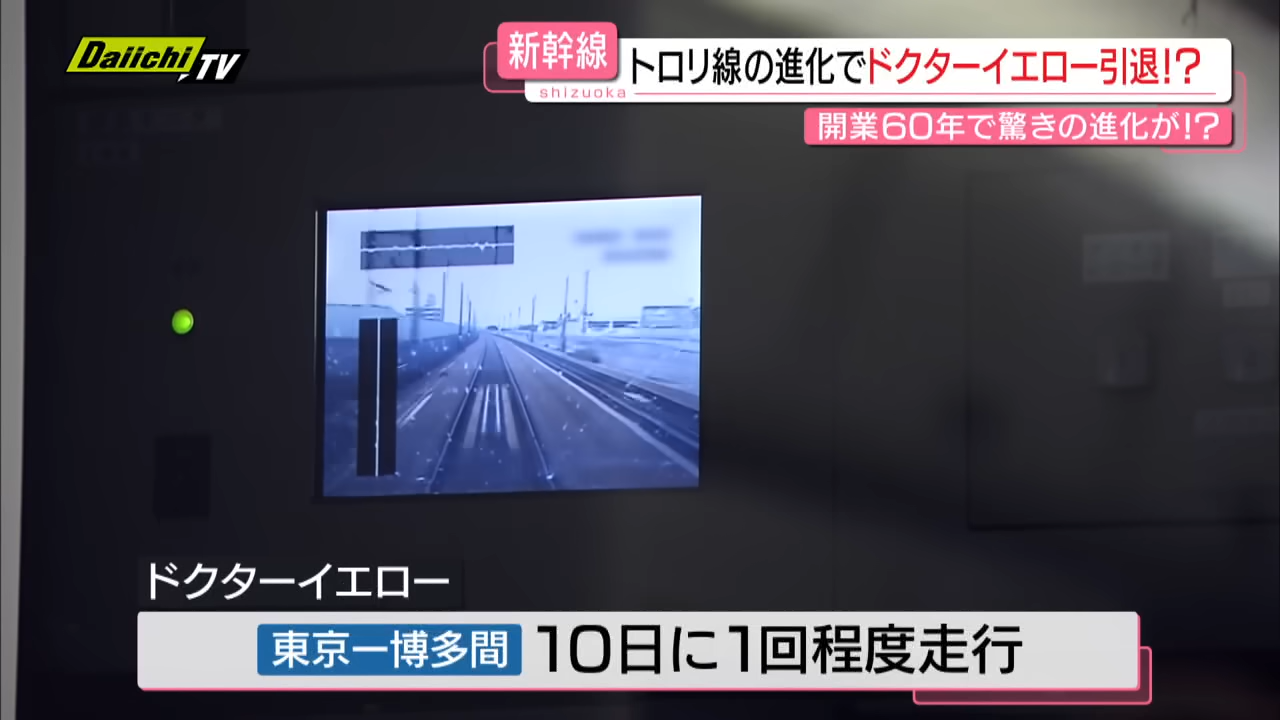 Daiichi-TV
新幹線
shizuoka
トロリ線の進化でドクターイエロー引退!?
開業60年で驚きの進化が!?
ドクターイエロー
東京ー博多間 10日に1回程度走行